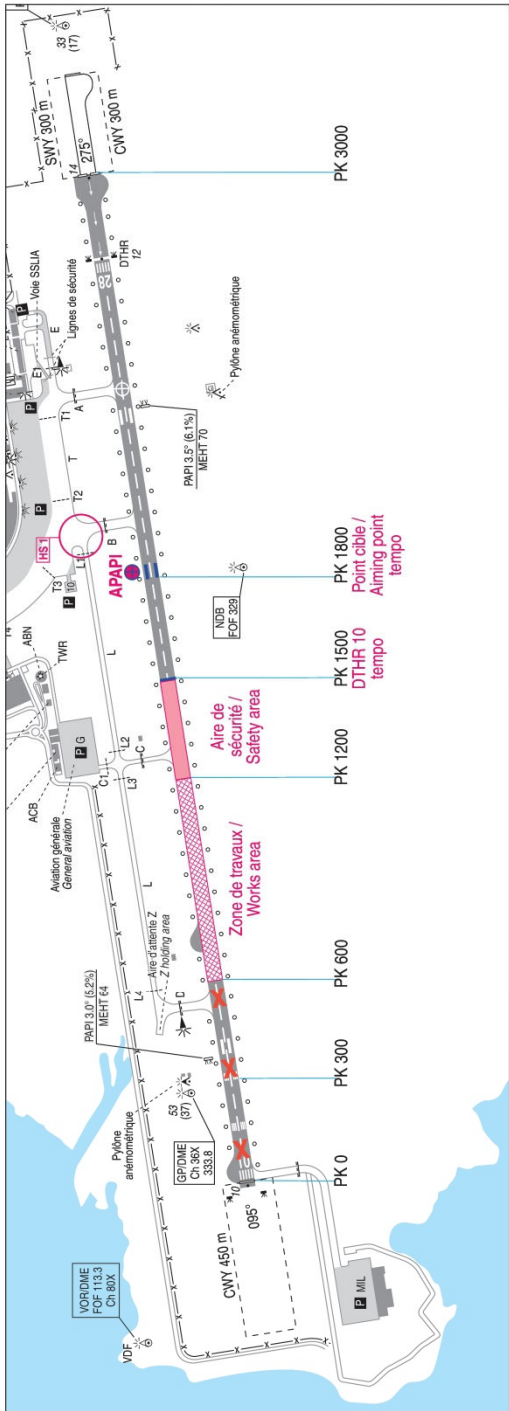 33
(17)
SWY 300 m
14
275°
CWY 300 m
PK 3000
Voie SSLIA
Lignes de sécurité
P
E
E1
DTHR
12
28
Pylône anémométrique
A
T1
T
PAPI 3.5° (6.1%)
MEHT 70
P
T2
HS 1
B
L1
APAPI
T3
P
10
NDB
FOF 329
PK 1800
Point cible /
Aiming point
tempo
ABN
TWR
L
PK 1500
DTHR 10
tempo
Aire de
sécurité /
Safety area
P G
L2
C
C1
L3
PK 1200
ACB
Aviation générale
General aviation
Zone de travaux /
Works area
L
Aire d'attente Z
Z holding area
L4
D
PK 600
PAPI 3.0° (5.2%)
MEHT 64
PK 300
Pylône
anémométrique
53
(37)
GP/DME
Ch 36X
333.8
10
10
PK 0
095°
CWY 450 m
P MIL
VOR/DME
FOF 113.3
Ch 80X
VDF